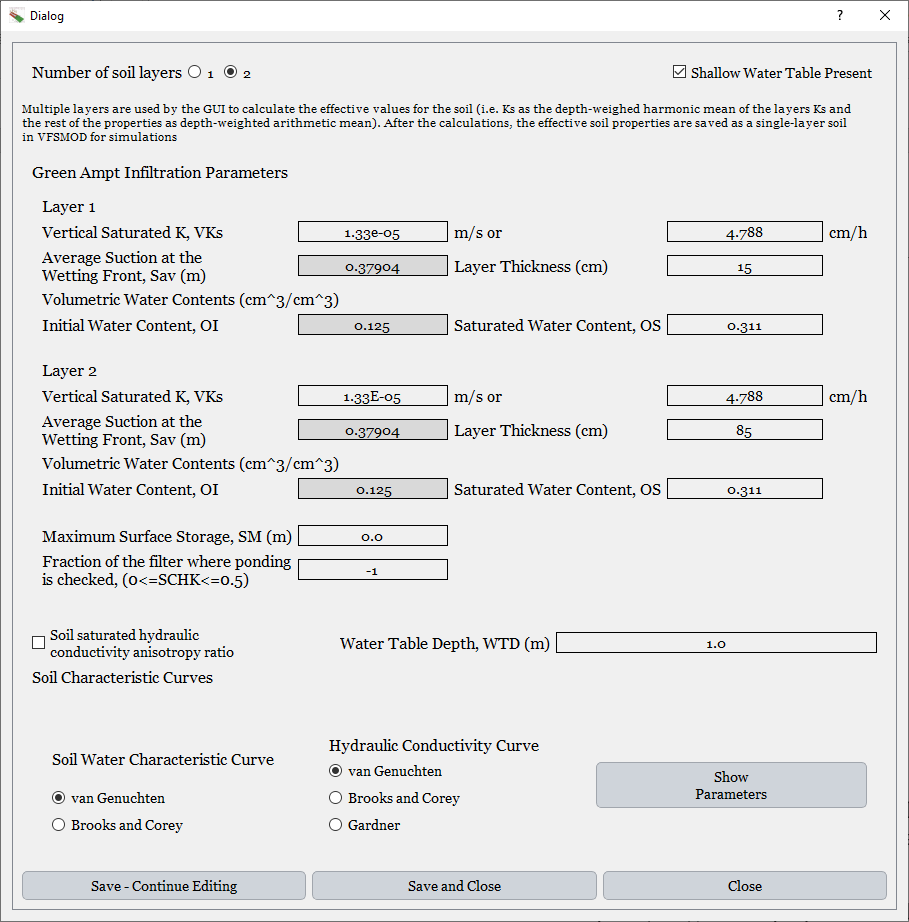 Dialog
?
Number of soil layers 1 2
Shallow Water Table Present
Multiple layers are used by the GUI to calculate the effective values for the soil (i.e. Ks as the depth-weighed harmonic mean of the layers Ks and
the rest of the properties as depth-weighted arithmetic mean). After the calculations, the effective soil properties are saved as a single-layer soil
in VFSMOD for simulations
Green Ampt Infiltration Parameters
Layer 1
Vertical Saturated K, VKs 1.33e-05 m/s or 4.788 cm/h
Average Suction at the
Wetting Front, Sav (m) 0.37904 Layer Thickness (cm) 15
Volumetric Water Contents (cm^3/cm^3)
Initial Water Content, OI 0.125 Saturated Water Content, OS 0.311
Layer 2
Vertical Saturated K, VKs 1.33E-05 m/s or 4.788 cm/h
Average Suction at the
Wetting Front, Sav (m) 0.37904 Layer Thickness (cm) 85
Volumetric Water Contents (cm^3/cm^3)
Initial Water Content, OI 0.125 Saturated Water Content, OS 0.311
Maximum Surface Storage, SM (m) 0.0
Fraction of the filter where ponding
is checked, (0<=SCHK<=0.5) -1
Soil saturated hydraulic
conductivity anisotropy ratio
Water Table Depth, WTD (m) 1.0
Soil Characteristic Curves
Soil Water Characteristic Curve
van Genuchten
Brooks and Corey
Hydraulic Conductivity Curve
van Genuchten
Brooks and Corey
Gardner
Show
Parameters
Save - Continue Editing
Save and Close
Close